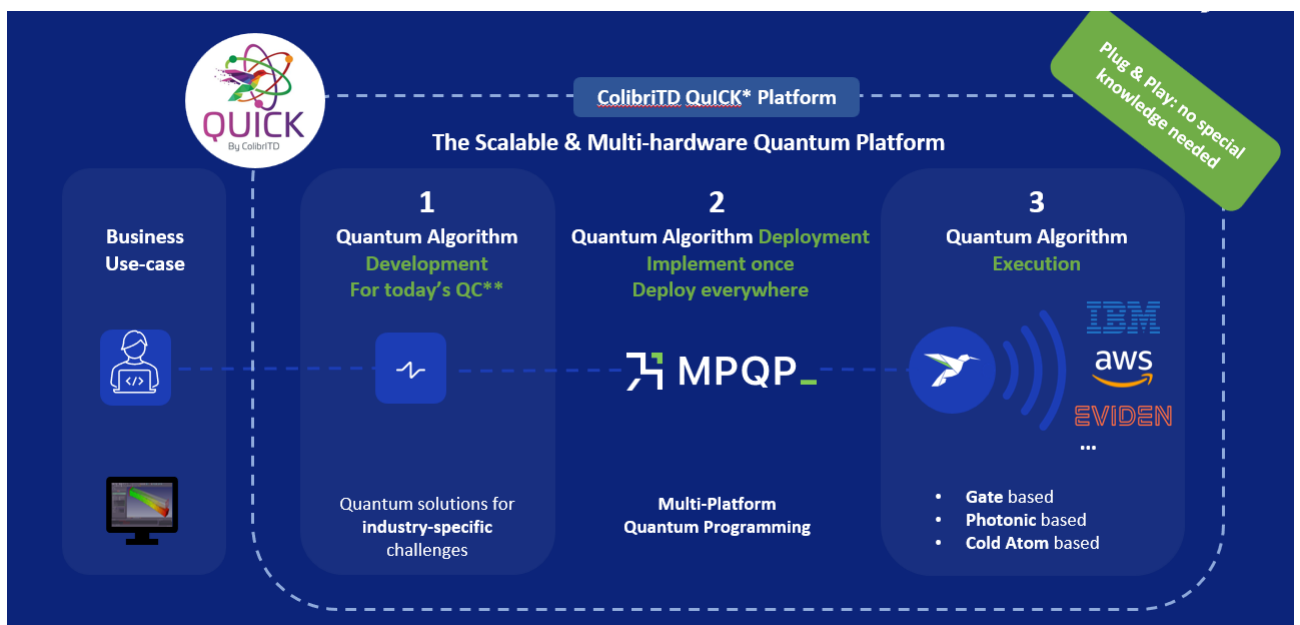 QUICK
By ColibrITD
ColibriTD QuICK* Platform
Plug & Play: no special
knowledge needed
The Scalable & Multi-hardware Quantum Platform
Business
Use-case
1
Quantum Algorithm
Development
For today's QC**
2
Quantum Algorithm Deployment
Implement once
Deploy everywhere
3
Quantum Algorithm
Execution
</>
MPQP_
IBM
aws
EVIDEN
...
Quantum solutions for
industry-specific
challenges
Multi-Platform
Quantum Programming
• Gate based
• Photonic based
• Cold Atom based